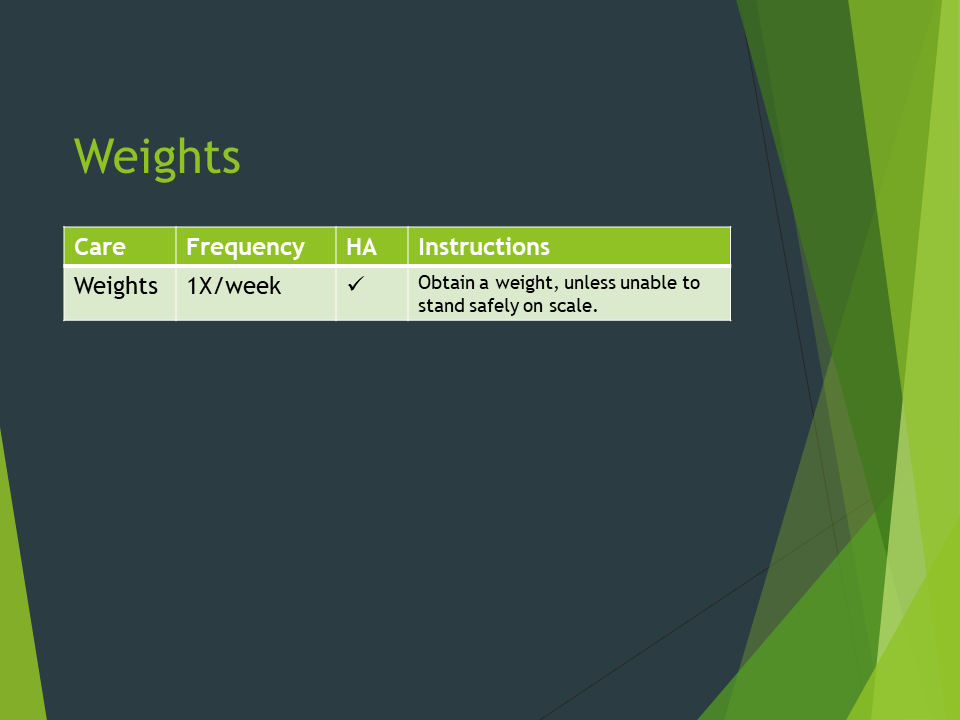 Weights
Care Frequency HA Instructions
Weights 1X/week ✓ Obtain a weight, unless unable to
stand safely on scale.